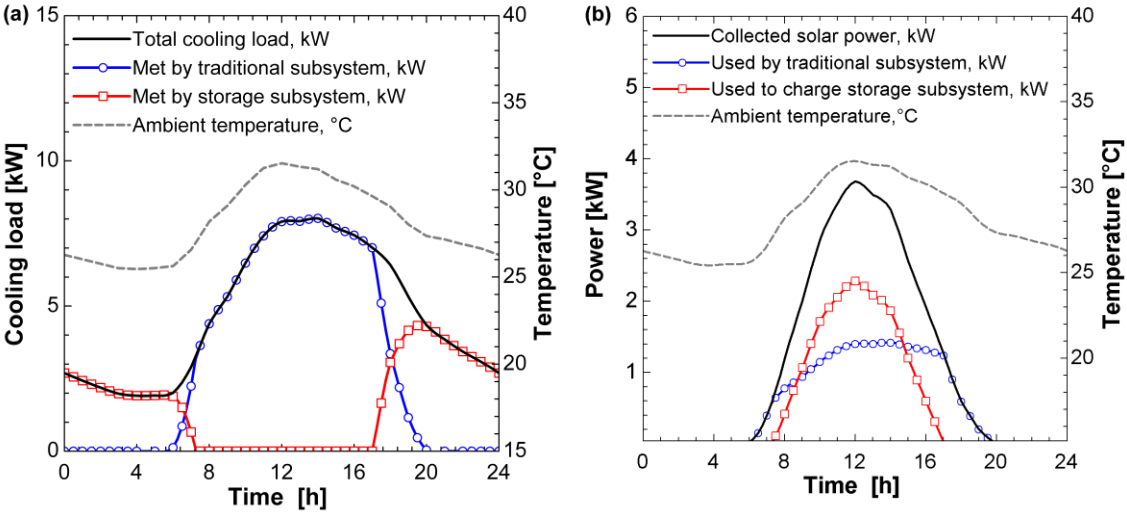 (a)
15
10
5
0
Cooling load [kW]
Total cooling load, kW
Met by traditional subsystem, kW
Met by storage subsystem, kW
Ambient temperature, °C
40
35
30
25
20
15
Temperature [°C]
0 4 8 12 16 20 24
Time [h]
(b)
6
5
4
3
2
1
Power [kW]
Collected solar power, kW
Used by traditional subsystem, kW
Used to charge storage subsystem, kW
Ambient temperature,°C
40
35
30
25
20
Temperature [°C]
0 4 8 12 16 20 24
Time [h]